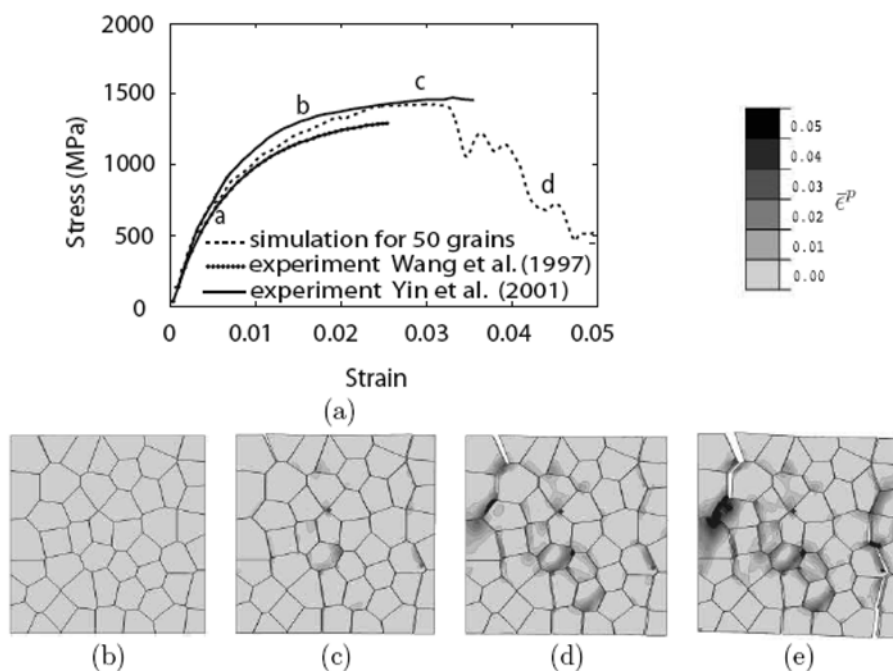 2000
1500
1000
500
0
Stress (MPa)
a
b
c
d
simulation for 50 grains
experiment Wang et al. (1997)
experiment Yin et al. (2001)
0 0.01 0.02 0.03 0.04 0.05
Strain
(a)
0.05
0.04
0.03
0.02
0.01
0.00
ε̄ᵖ
(b) (c) (d) (e)